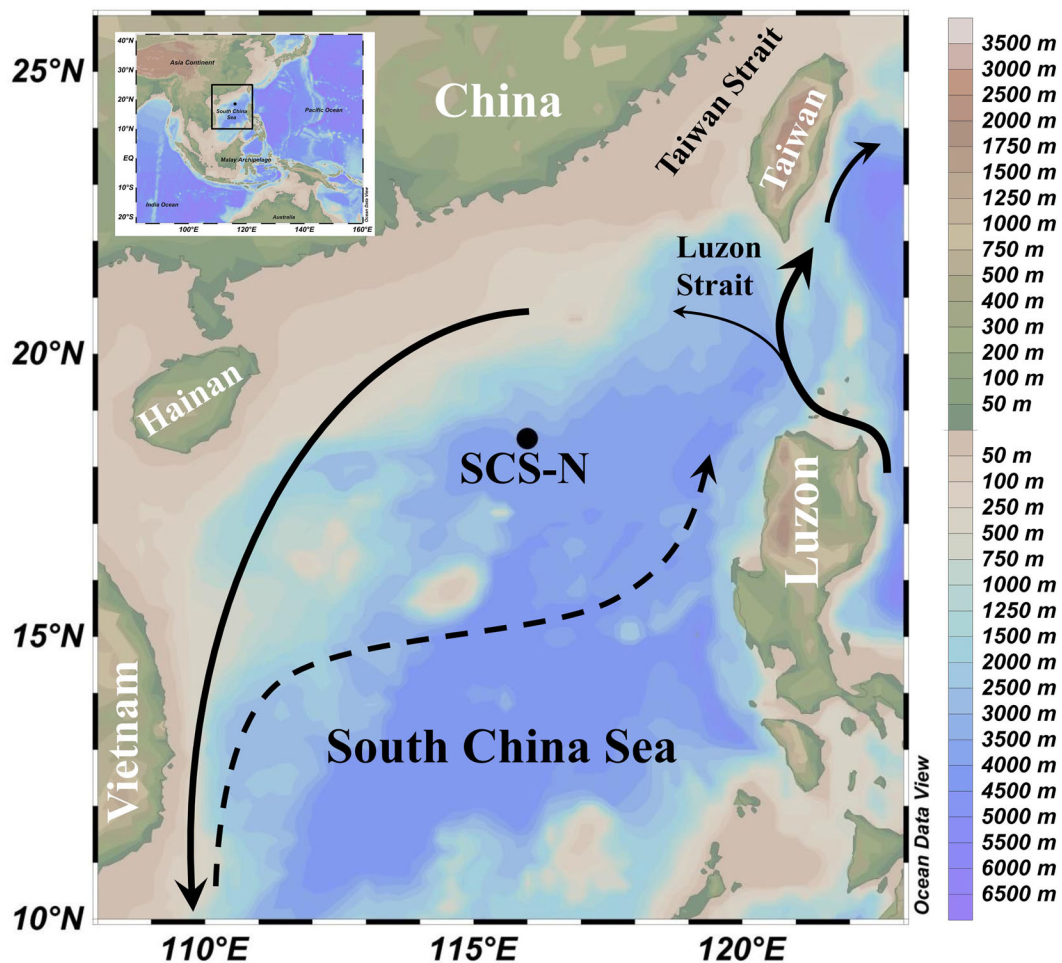 40°N
30°N
20°N
10°N
EQ
10°S
20°S
100°E
120°E
140°E
160°E
Asia Continent
South China
Sea
Pacific Ocean
Malay Archipelago
India Ocean
Australia
Ocean Data View
25°N
20°N
15°N
10°N
110°E
115°E
120°E
China
Taiwan Strait
Taiwan
Luzon
Strait
Hainan
SCS-N
Luzon
Vietnam
South China Sea
Ocean Data View
3500 m
3000 m
2500 m
2000 m
1750 m
1500 m
1250 m
1000 m
750 m
500 m
400 m
300 m
200 m
100 m
50 m
50 m
100 m
250 m
500 m
750 m
1000 m
1250 m
1500 m
2000 m
2500 m
3000 m
3500 m
4000 m
4500 m
5000 m
5500 m
6000 m
6500 m